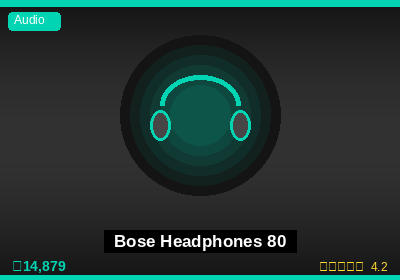 Audio
Bose Headphones 80
□14,879
□□□□□ 4.2